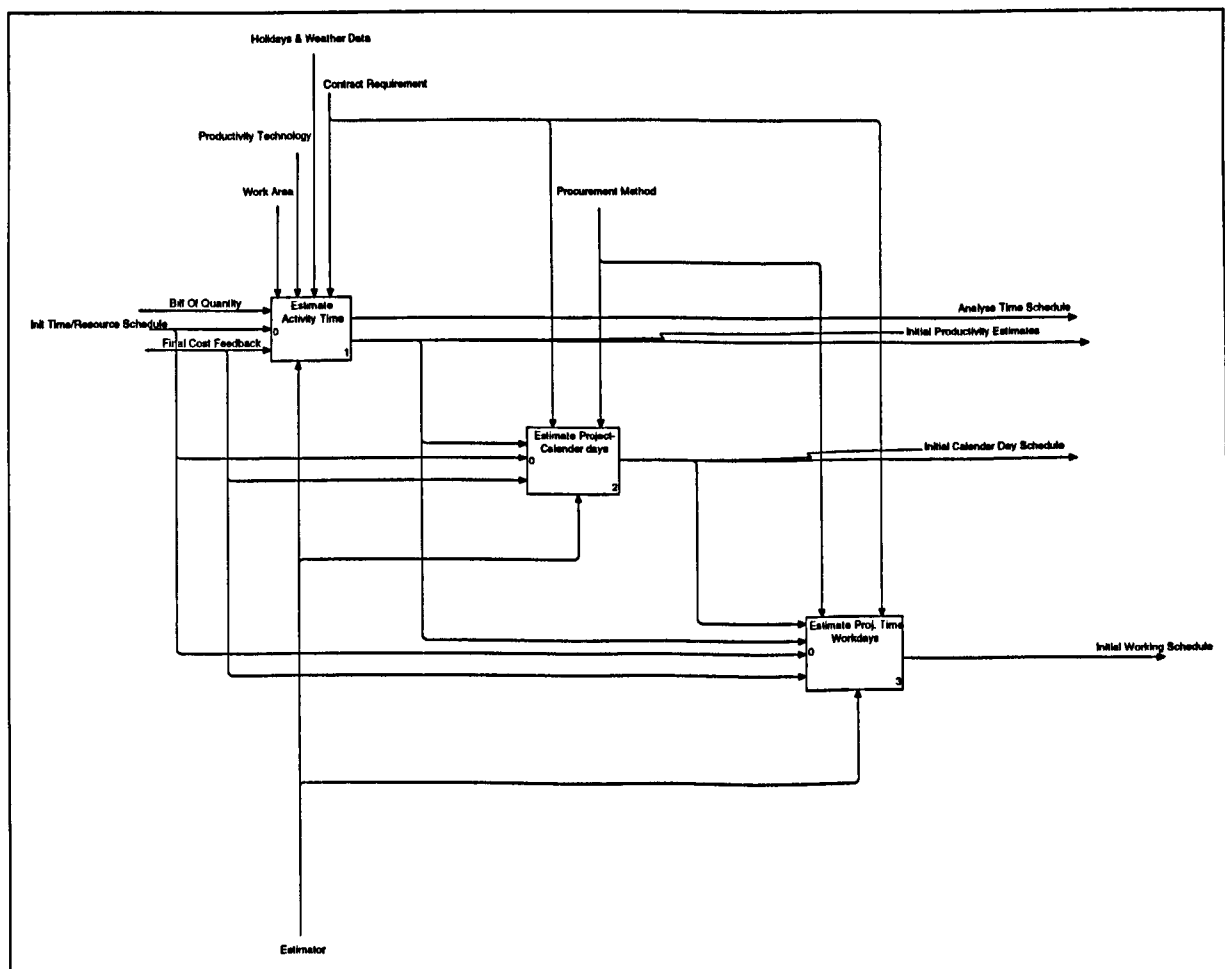 Holidays & Weather Data
Contract Requirement
Productivity Technology
Work Area
Procurement Method
Bill Of Quantity
Init Time/Resource Schedule
Final Cost Feedback
Estimate
Activity Time
0
1
Analyse Time Schedule
Initial Productivity Estimates
Estimate Project-
Calender days
0
2
Initial Calender Day Schedule
Estimate Proj. Time
Workdays
0
3
Initial Working Schedule
Estimator